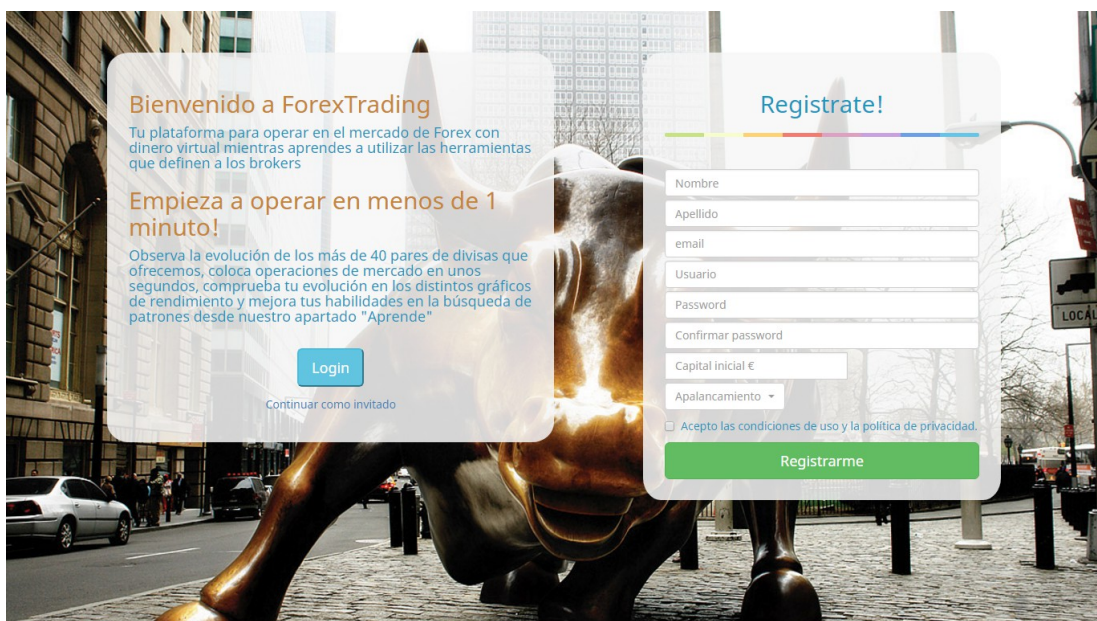 Bienvenido a ForexTrading
Tu plataforma para operar en el mercado de Forex con
dinero virtual mientras aprendes a utilizar las herramientas
que definen a los brokers
Empieza a operar en menos de 1
minuto!
Observa la evolución de los más de 40 pares de divisas que
ofrecemos, coloca operaciones de mercado en unos
segundos, comprueba tu evolución en los distintos gráficos
de rendimiento y mejora tus habilidades en la búsqueda de
patrones desde nuestro apartado "Aprende"
Login
Continuar como invitado
Registrate!
Nombre
Apellido
email
Usuario
Password
Confirmar password
Capital inicial €
Apalancamiento
Acepto las condiciones de uso y la política de privacidad.
Registrarme
LOCAL